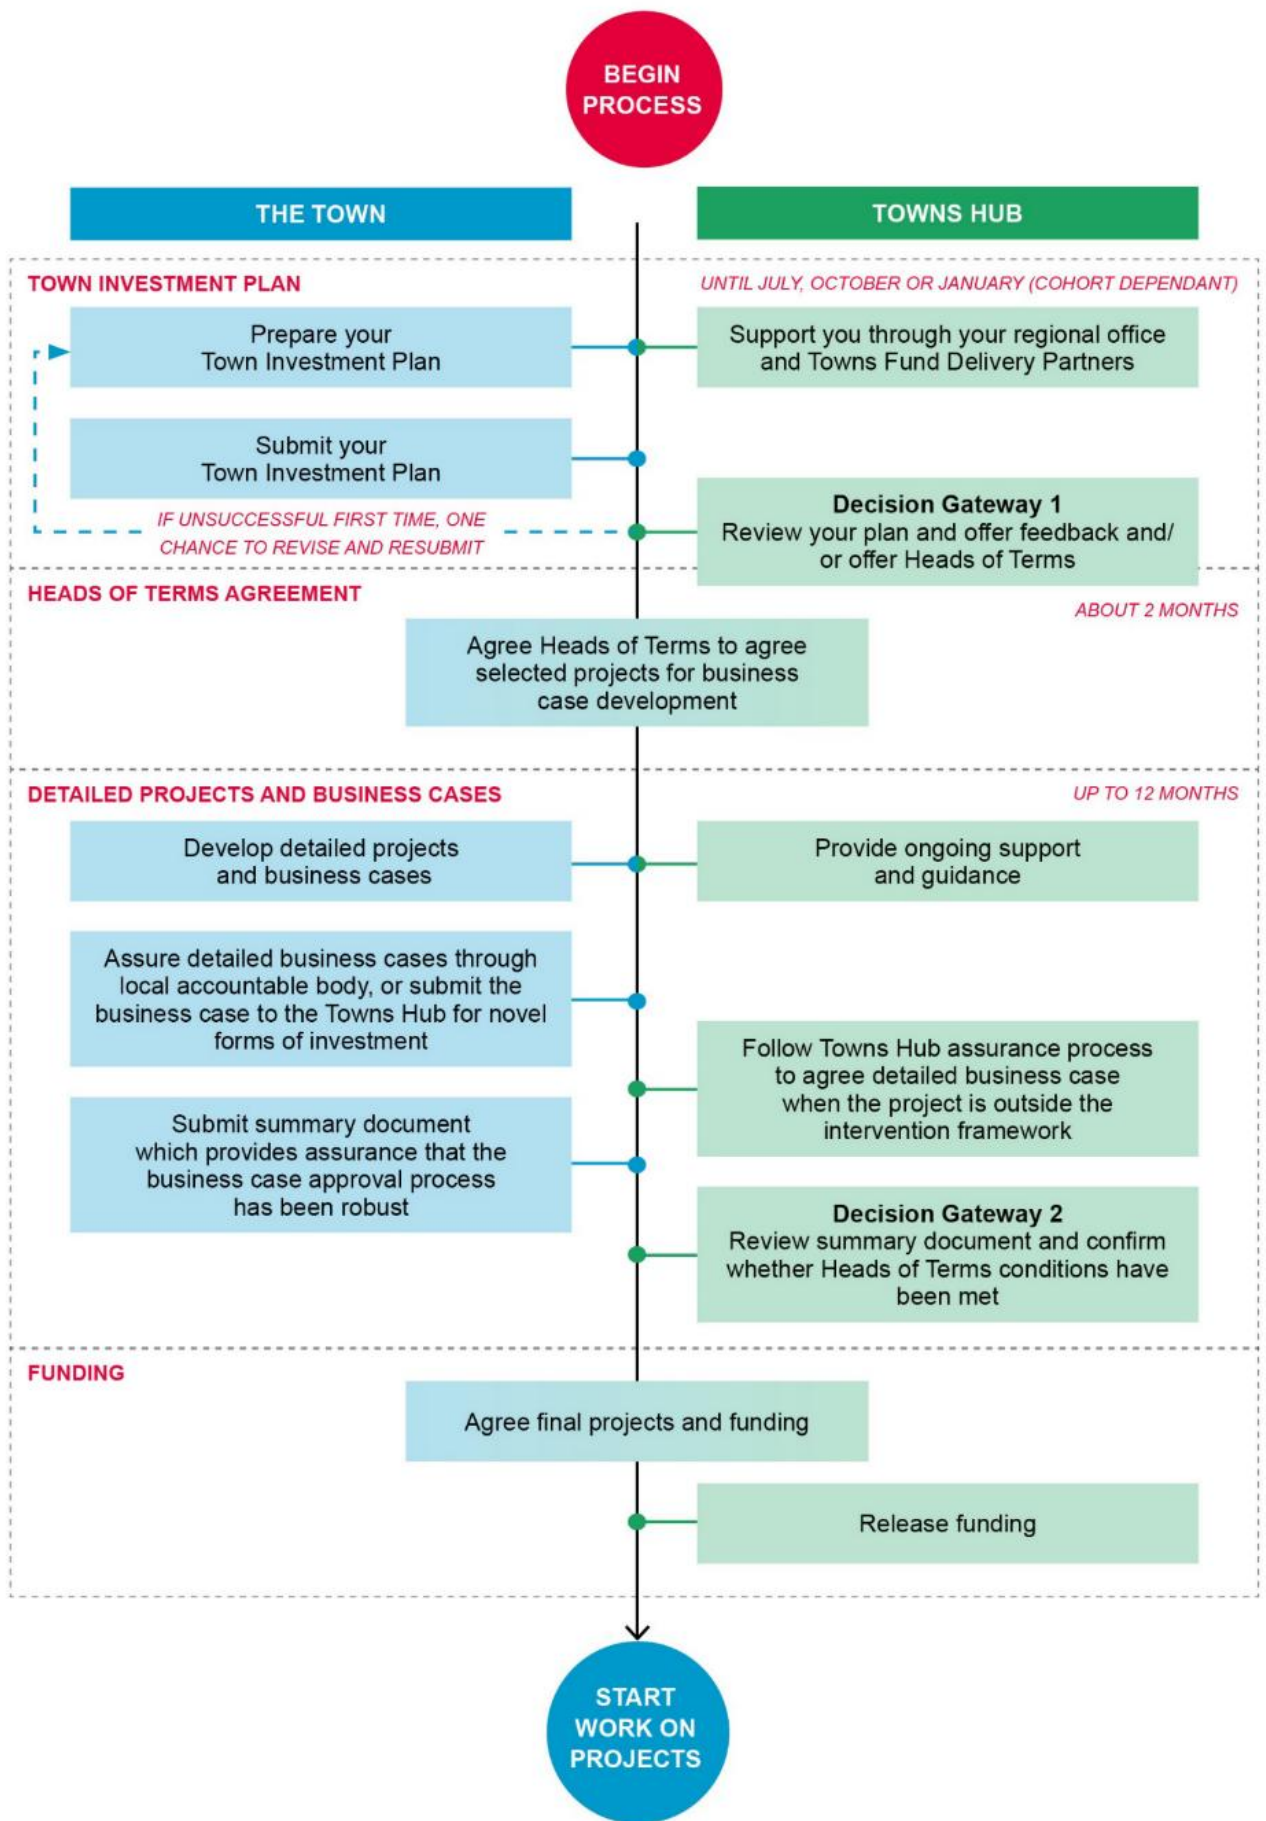 BEGIN
PROCESS
THE TOWN
TOWNS HUB
TOWN INVESTMENT PLAN
UNTIL JULY, OCTOBER OR JANUARY (COHORT DEPENDANT)
Prepare your
Town Investment Plan
Support you through your regional office
and Towns Fund Delivery Partners
Submit your
Town Investment Plan
IF UNSUCCESSFUL FIRST TIME, ONE
CHANCE TO REVISE AND RESUBMIT
Decision Gateway 1
Review your plan and offer feedback and/
or offer Heads of Terms
HEADS OF TERMS AGREEMENT
ABOUT 2 MONTHS
Agree Heads of Terms to agree
selected projects for business
case development
DETAILED PROJECTS AND BUSINESS CASES
UP TO 12 MONTHS
Develop detailed projects
and business cases
Provide ongoing support
and guidance
Assure detailed business cases through
local accountable body, or submit the
business case to the Towns Hub for novel
forms of investment
Follow Towns Hub assurance process
to agree detailed business case
when the project is outside the
intervention framework
Submit summary document
which provides assurance that the
business case approval process
has been robust
Decision Gateway 2
Review summary document and confirm
whether Heads of Terms conditions have
been met
FUNDING
Agree final projects and funding
Release funding
START
WORK ON
PROJECTS